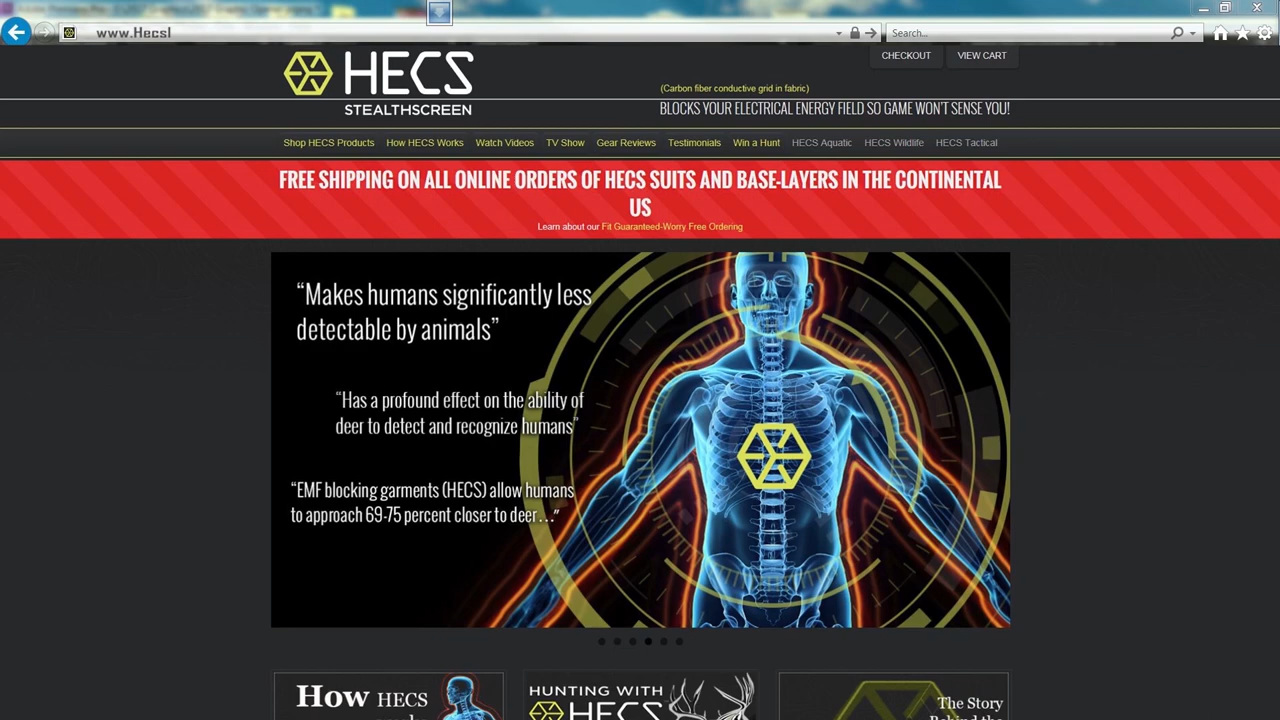 www.Hecsl
Search...
HECS
STEALTHSCREEN
CHECKOUT
VIEW CART
(Carbon fiber conductive grid in fabric)
BLOCKS YOUR ELECTRICAL ENERGY FIELD SO GAME WON'T SENSE YOU!
Shop HECS Products How HECS Works Watch Videos TV Show Gear Reviews Testimonials Win a Hunt HECS Aquatic HECS Wildlife HECS Tactical
FREE SHIPPING ON ALL ONLINE ORDERS OF HECS SUITS AND BASE-LAYERS IN THE CONTINENTAL
US
Learn about our Fit Guaranteed-Worry Free Ordering
“Makes humans significantly less
detectable by animals”
“Has a profound effect on the ability of
deer to detect and recognize humans”
“EMF blocking garments (HECS) allow humans
to approach 69-75 percent closer to deer…”
How HECS
HUNTING WITH
HECS
The Story
Behind the